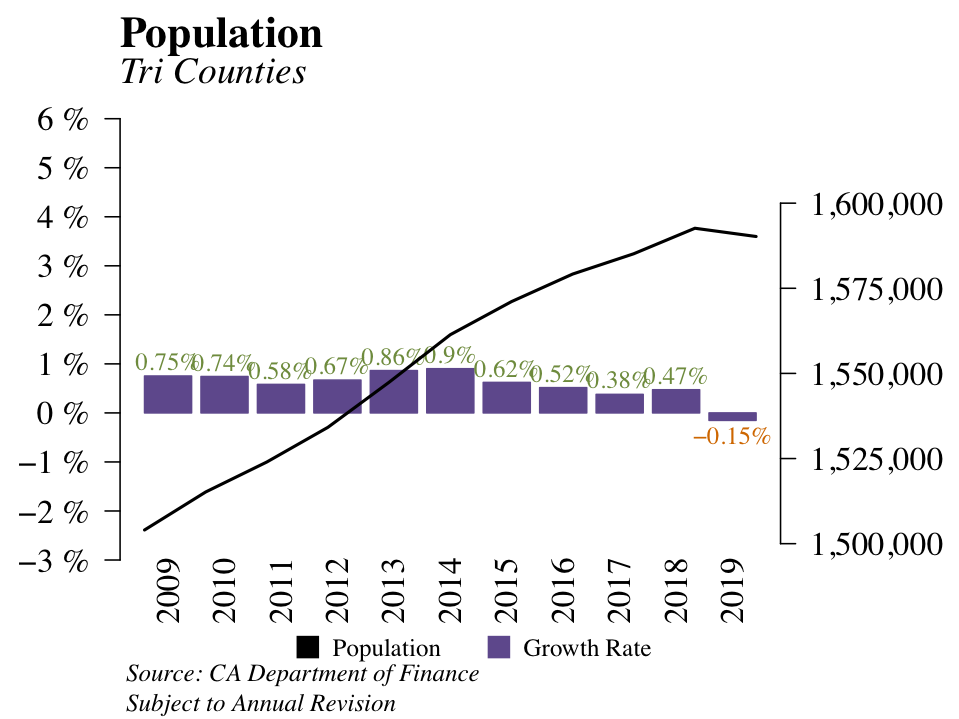 Population
Tri Counties
6 %
5 %
4 %
3 %
2 %
1 %
0 %
−1 %
−2 %
−3 %
1,600,000
1,575,000
1,550,000
1,525,000
1,500,000
0.75% 0.74% 0.58% 0.67% 0.86% 0.9% 0.62% 0.52% 0.38% 0.47% −0.15%
2009 2010 2011 2012 2013 2014 2015 2016 2017 2018 2019
Population Growth Rate
Source: CA Department of Finance
Subject to Annual Revision